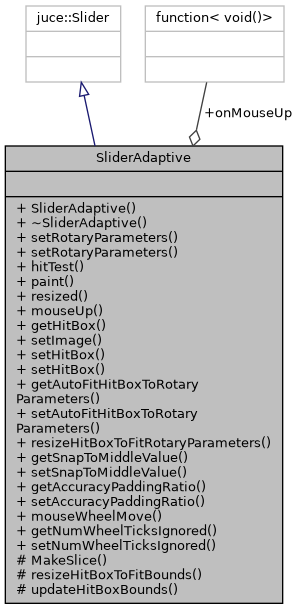 juce::Slider
function< void()>
+onMouseUp
SliderAdaptive
+ SliderAdaptive()
+ ~SliderAdaptive()
+ setRotaryParameters()
+ setRotaryParameters()
+ hitTest()
+ paint()
+ resized()
+ mouseUp()
+ getHitBox()
+ setImage()
+ setHitBox()
+ setHitBox()
+ getAutoFitHitBoxToRotary
Parameters()
+ setAutoFitHitBoxToRotary
Parameters()
+ resizeHitBoxToFitRotaryParameters()
+ getSnapToMiddleValue()
+ setSnapToMiddleValue()
+ getAccuracyPaddingRatio()
+ setAccuracyPaddingRatio()
+ mouseWheelMove()
+ getNumWheelTicksIgnored()
+ setNumWheelTicksIgnored()
# MakeSlice()
# resizeHitBoxToFitBounds()
# updateHitBoxBounds()